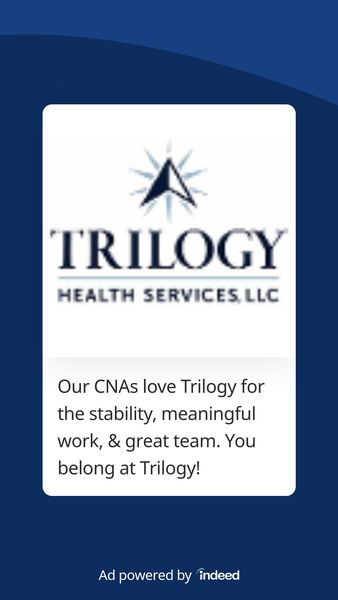 TRILOGY
HEALTH SERVICES, LLC
Our CNAs love Trilogy for
the stability, meaningful
work, & great team. You
belong at Trilogy!
Ad powered by indeed